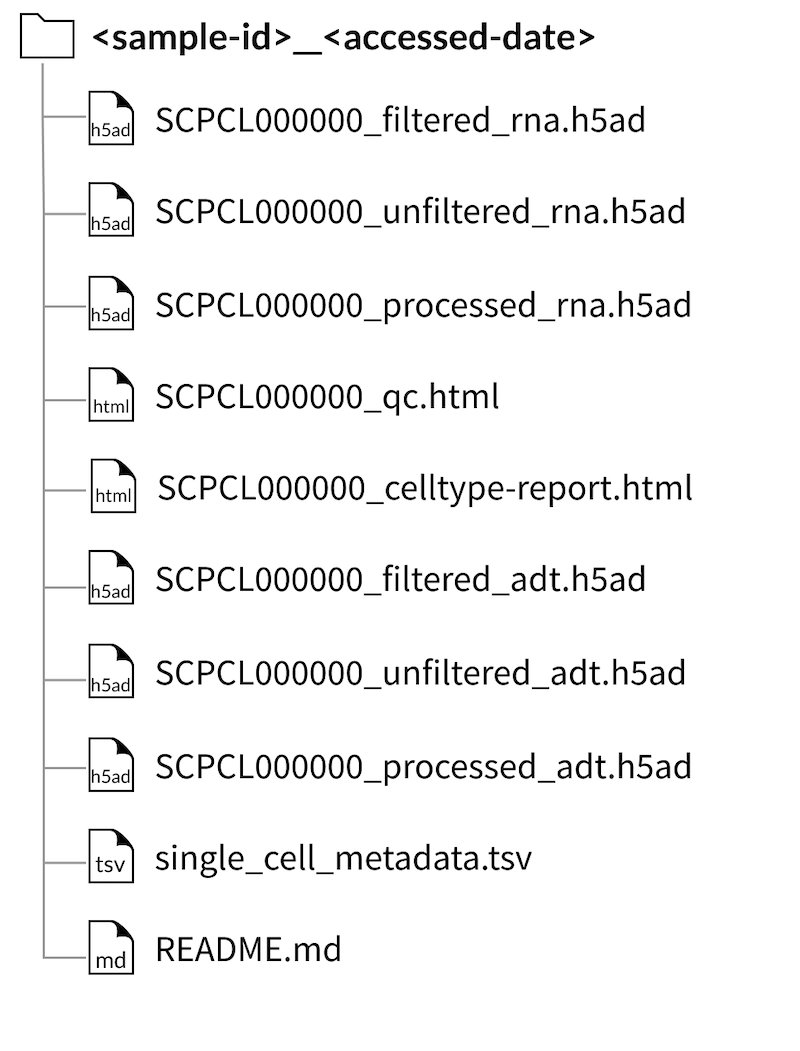 <sample-id>_<accessed-date>
h5ad SCPCL000000_filtered_rna.h5ad
h5ad SCPCL000000_unfiltered_rna.h5ad
h5ad SCPCL000000_processed_rna.h5ad
html SCPCL000000_qc.html
html SCPCL000000_celltype-report.html
h5ad SCPCL000000_filtered_adt.h5ad
h5ad SCPCL000000_unfiltered_adt.h5ad
h5ad SCPCL000000_processed_adt.h5ad
tsv single_cell_metadata.tsv
md README.md